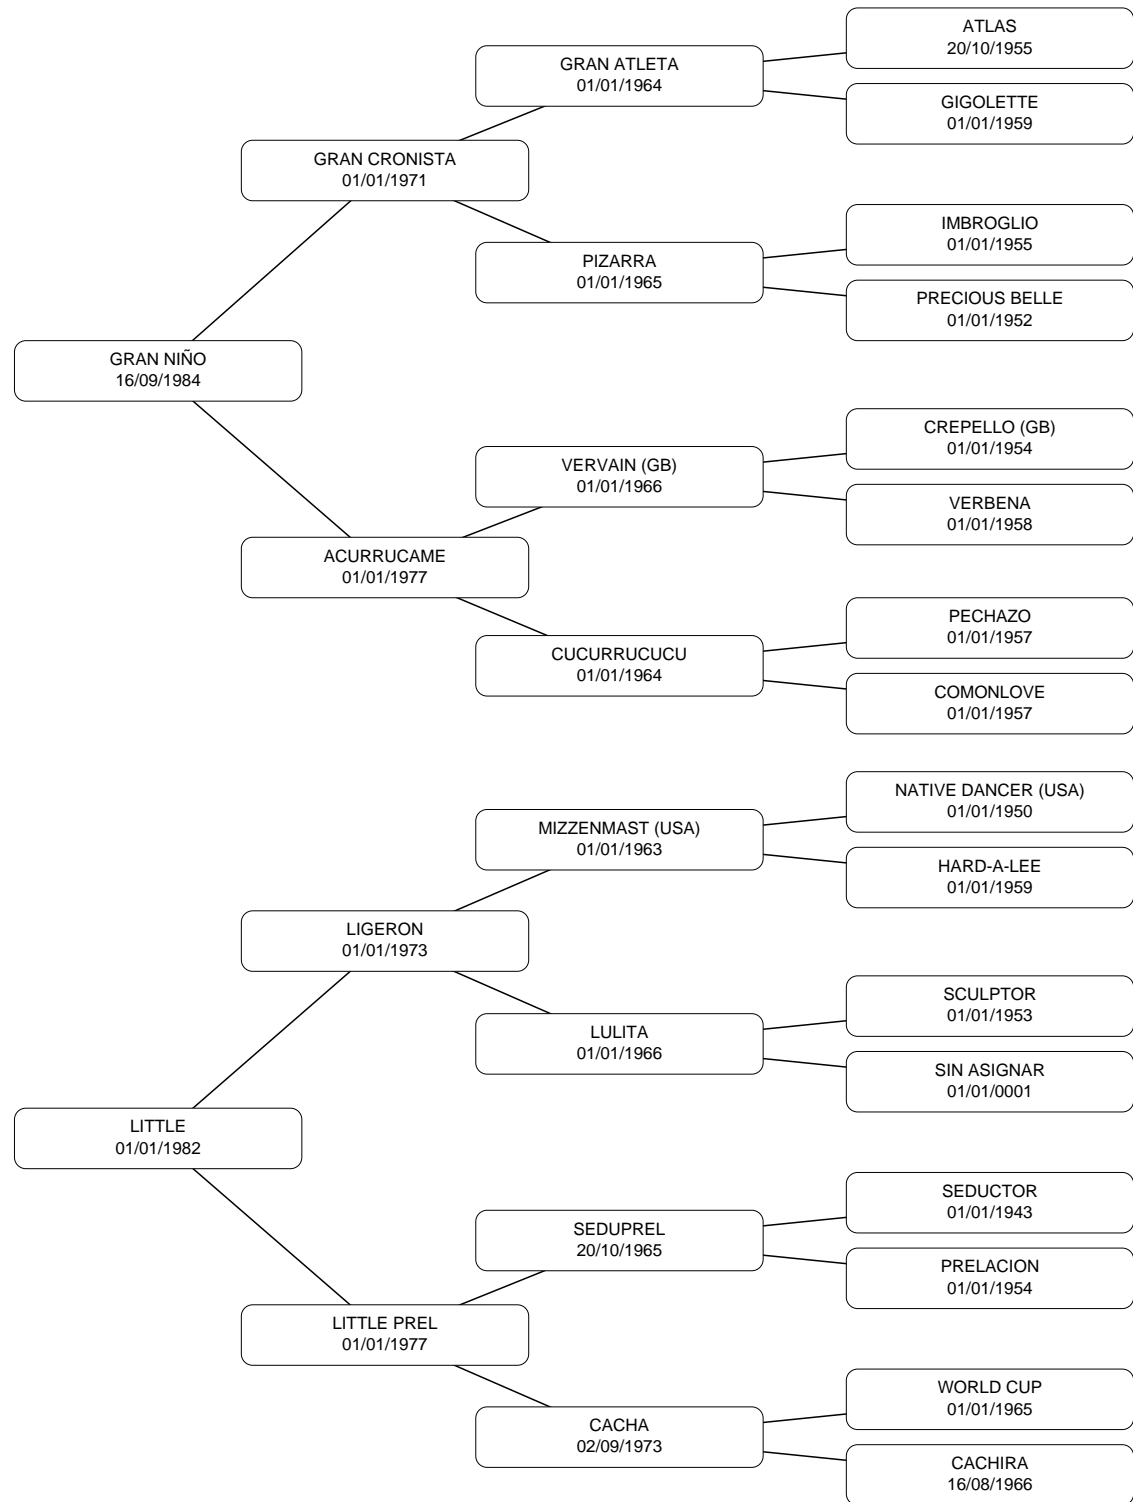 ATLAS
20/10/1955
GRAN ATLETA
01/01/1964
GIGOLETTE
01/01/1959
GRAN CRONISTA
01/01/1971
IMBROGLIO
01/01/1955
PIZARRA
01/01/1965
PRECIOUS BELLE
01/01/1952
GRAN NIÑO
16/09/1984
CREPELLO (GB)
01/01/1954
VERVAIN (GB)
01/01/1966
VERBENA
01/01/1958
ACURRUCAME
01/01/1977
PECHAZO
01/01/1957
CUCURRUCUCU
01/01/1964
COMONLOVE
01/01/1957
NATIVE DANCER (USA)
01/01/1950
MIZZENMAST (USA)
01/01/1963
HARD-A-LEE
01/01/1959
LIGERON
01/01/1973
SCULPTOR
01/01/1953
LULITA
01/01/1966
SIN ASIGNAR
01/01/0001
LITTLE
01/01/1982
SEDUCTOR
01/01/1943
SEDUPREL
20/10/1965
PRELACION
01/01/1954
LITTLE PREL
01/01/1977
WORLD CUP
01/01/1965
CACHA
02/09/1973
CACHIRA
16/08/1966